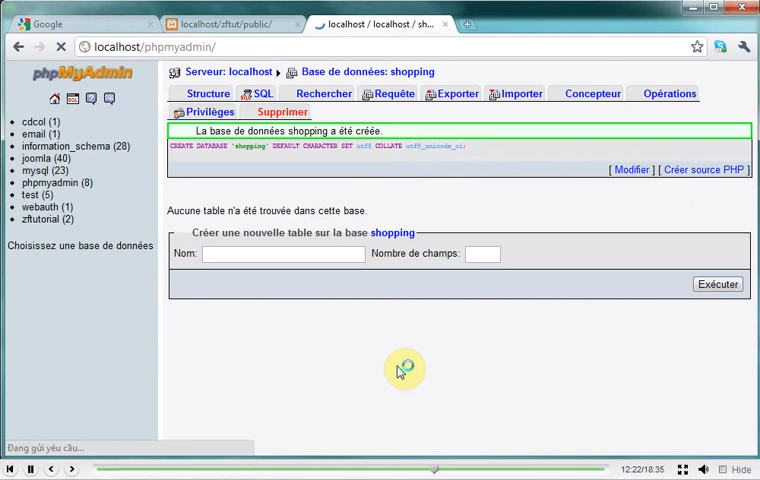 Google
localhost/zftut/public/
localhost / localhost / sh...
localhost/phpmyadmin/
phpMyAdmin
Serveur: localhost
Base de données: shopping
Structure
SQL
Rechercher
Requête
Exporter
Importer
Concepteur
Opérations
Privilèges
Supprimer
La base de données shopping a été créée.
CREATE DATABASE `shopping` DEFAULT CHARACTER SET utf8 COLLATE utf8_unicode_ci;
[ Modifier ] [ Créer source PHP ]
cdcol (1)
email (1)
information_schema (28)
joomla (40)
mysql (23)
phpmyadmin (8)
test (5)
webauth (1)
zftutorial (2)
Choisissez une base de données
Aucune table n'a été trouvée dans cette base.
Créer une nouvelle table sur la base shopping
Nom:
Nombre de champs:
Exécuter
Đang gửi yêu cầu...
12:22/18:35
Hide